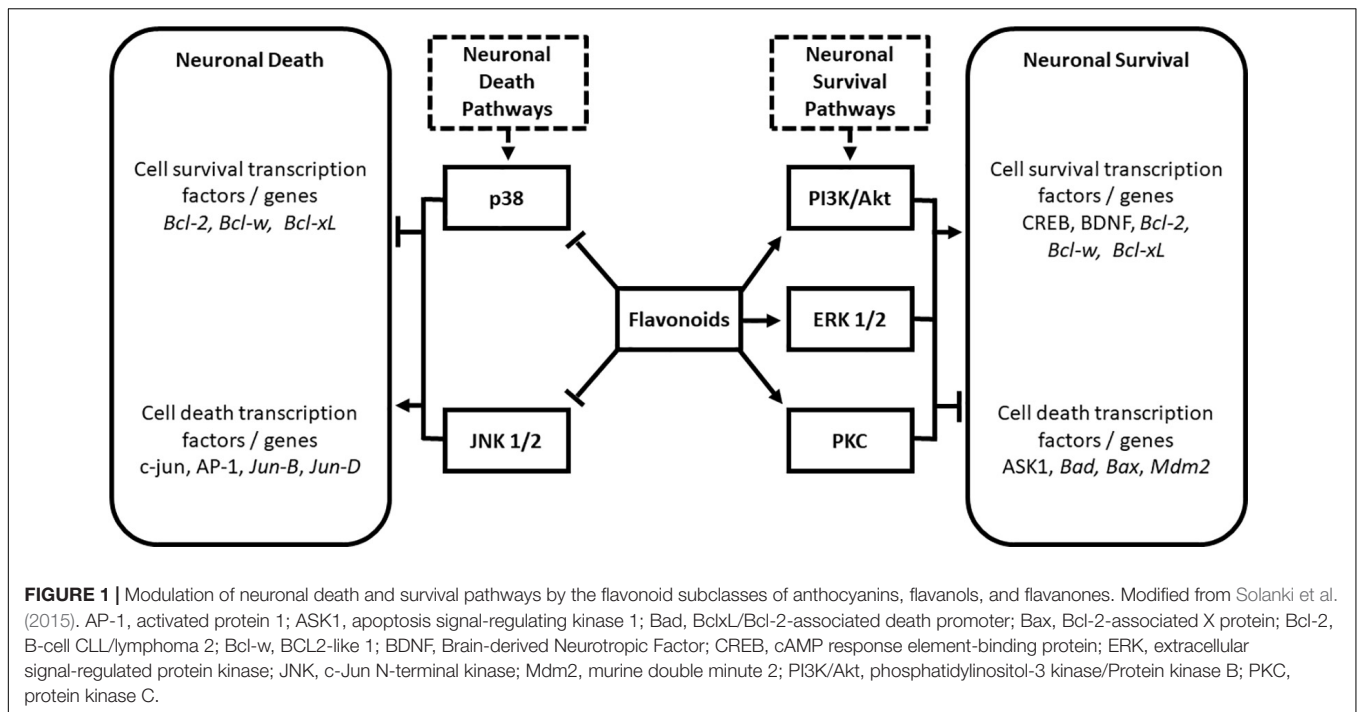 Neuronal Death
Cell survival transcription
factors / genes
Bcl-2, Bcl-w, Bcl-xL
Cell death transcription
factors / genes
c-jun, AP-1, Jun-B, Jun-D
Neuronal
Death
Pathways
p38
JNK 1/2
Flavonoids
Neuronal
Survival
Pathways
PI3K/Akt
ERK 1/2
PKC
Neuronal Survival
Cell survival transcription
factors / genes
CREB, BDNF, Bcl-2,
Bcl-w, Bcl-xL
Cell death transcription
factors / genes
ASK1, Bad, Bax, Mdm2
FIGURE 1 | Modulation of neuronal death and survival pathways by the flavonoid subclasses of anthocyanins, flavanols, and flavanones. Modified from Solanki et al.
(2015). AP-1, activated protein 1; ASK1, apoptosis signal-regulating kinase 1; Bad, BclxL/Bcl-2-associated death promoter; Bax, Bcl-2-associated X protein; Bcl-2,
B-cell CLL/lymphoma 2; Bcl-w, BCL2-like 1; BDNF, Brain-derived Neurotropic Factor; CREB, cAMP response element-binding protein; ERK, extracellular
signal-regulated protein kinase; JNK, c-Jun N-terminal kinase; Mdm2, murine double minute 2; PI3K/Akt, phosphatidylinositol-3 kinase/Protein kinase B; PKC,
protein kinase C.